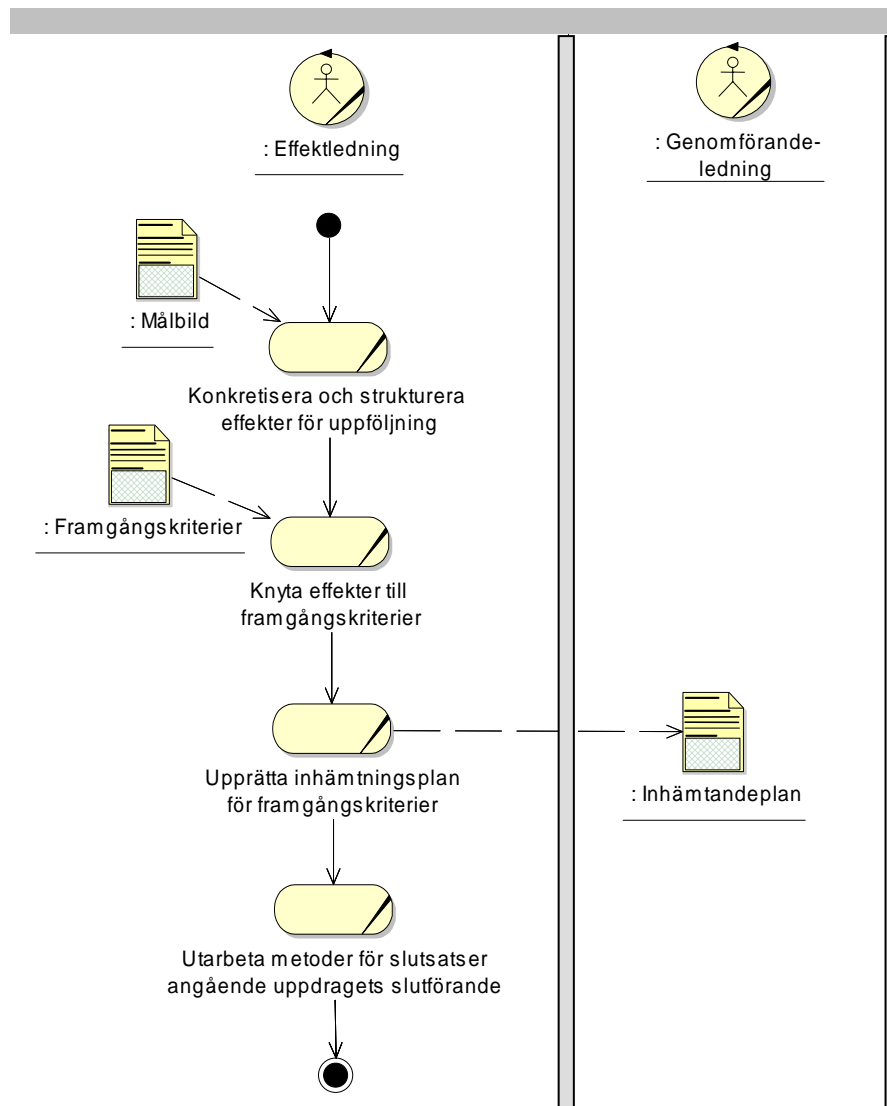 : Effektledning
: Genomförande-
ledning
: Målbild
Konkretisera och strukturera
effekter för uppföljning
: Framgångskriterier
Knyta effekter till
framgångskriterier
Upprätta inhämtningsplan
för framgångskriterier
: Inhämtandeplan
Utarbeta metoder för slutsatser
angående uppdragets slutförande